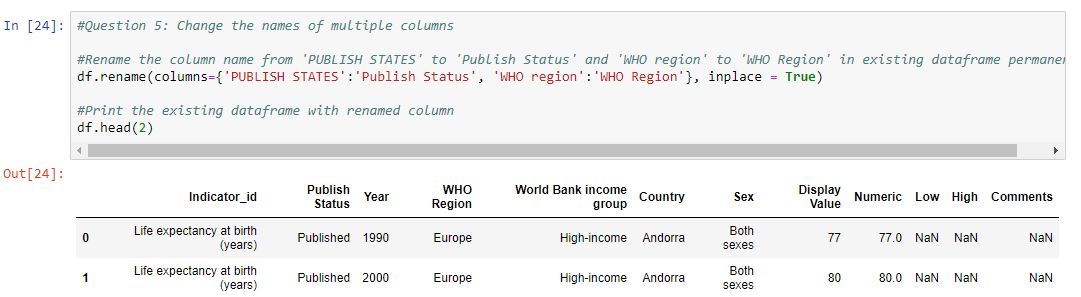 In [24]: #Question 5: Change the names of multiple columns
#Rename the column name from 'PUBLISH STATES' to 'Publish Status' and 'WHO region' to 'WHO Region' in existing dataframe permaner
df.rename(columns={'PUBLISH STATES':'Publish Status', 'WHO region':'WHO Region'}, inplace = True)
#Print the existing dataframe with renamed column
df.head(2)
Out[24]:
Indicator_id Publish Status Year WHO Region World Bank income group Country Sex Display Value Numeric Low High Comments
0 Life expectancy at birth (years) Published 1990 Europe High-income Andorra Both sexes 77 77.0 NaN NaN NaN
1 Life expectancy at birth (years) Published 2000 Europe High-income Andorra Both sexes 80 80.0 NaN NaN NaN